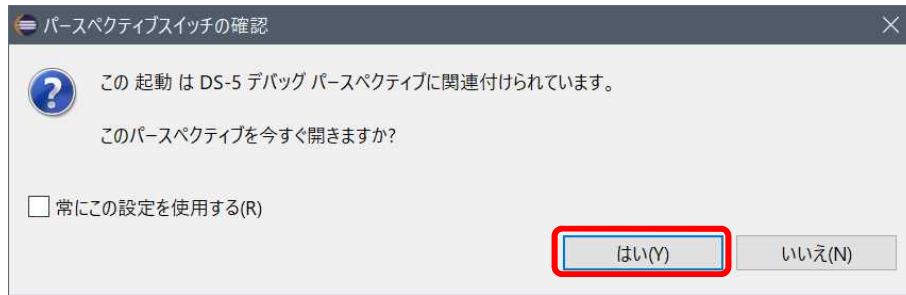 パースペクティブスイッチの確認
この 起動 は DS-5 デバッグ パースペクティブに関連付けられています。
このパースペクティブを今すぐ開きますか?
常にこの設定を使用する(R)
はい(Y)
いいえ(N)